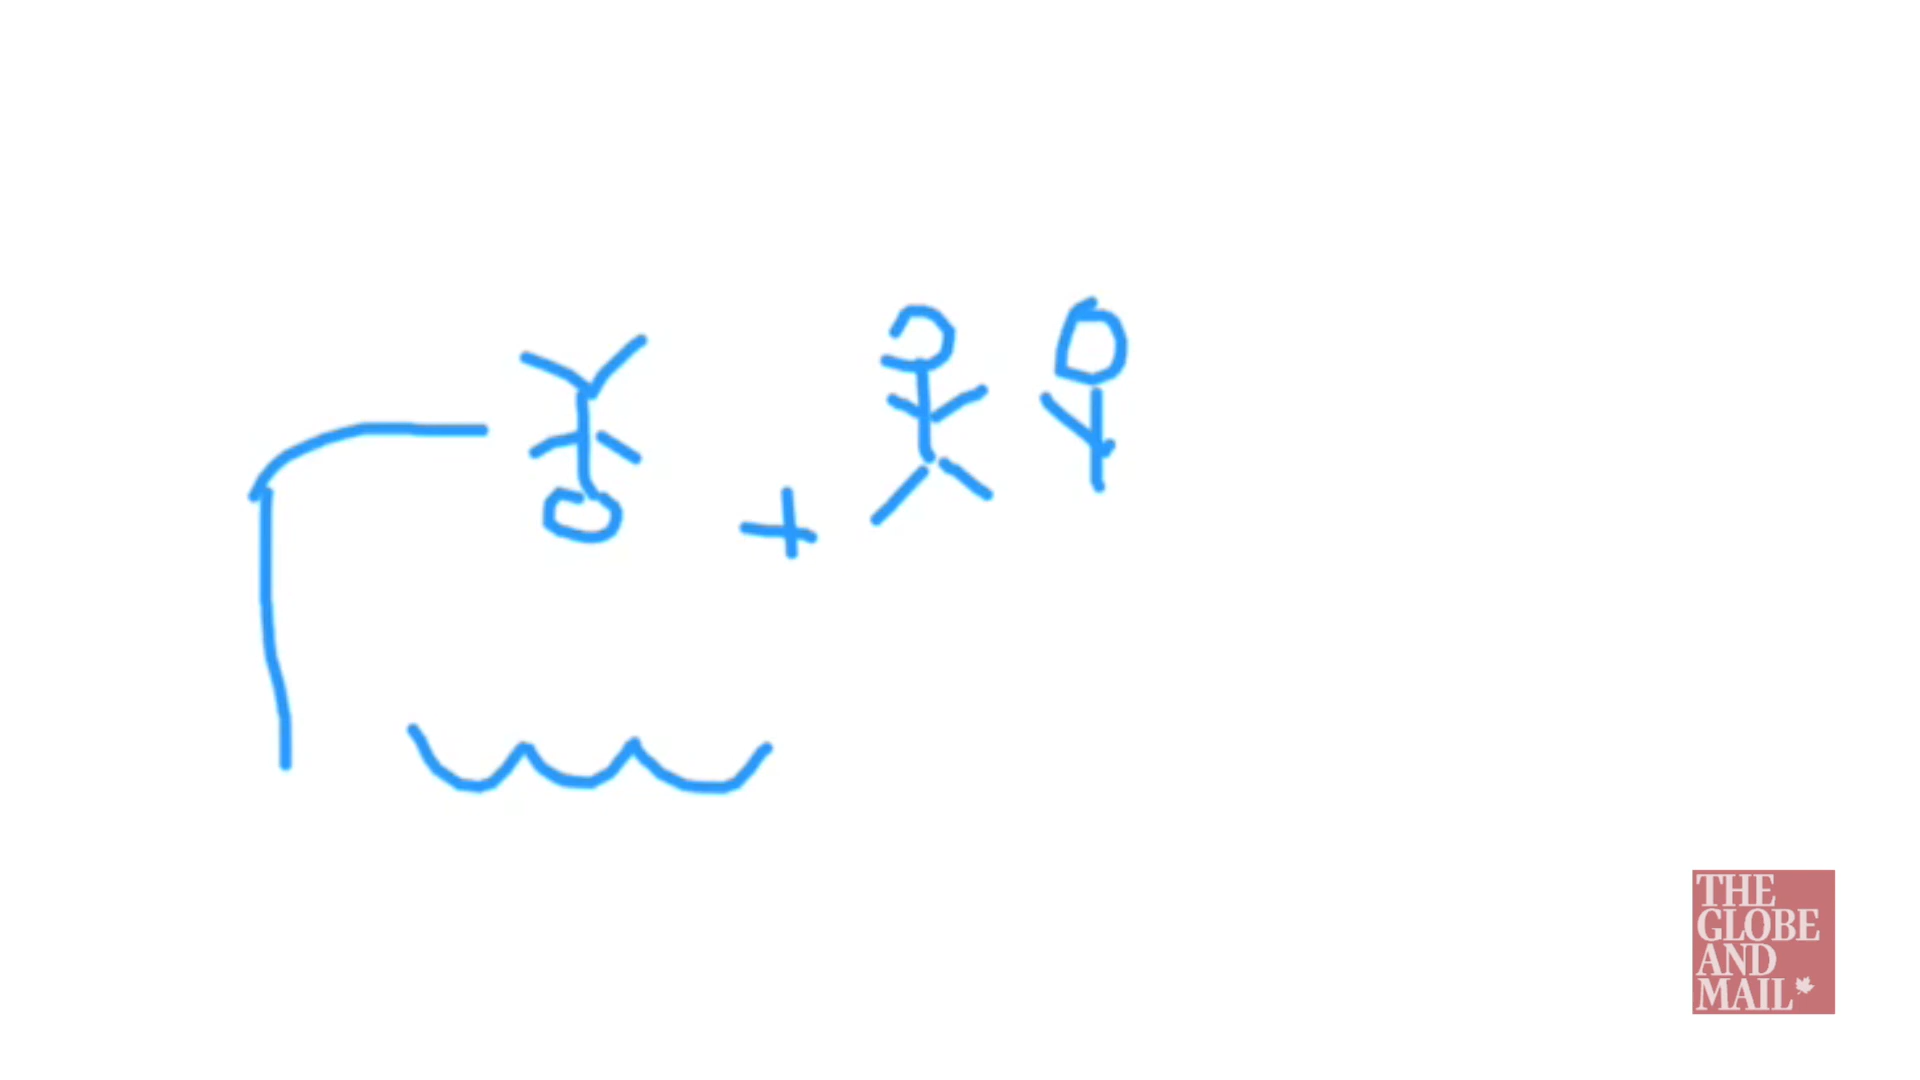 +
THE
GLOBE
AND
MAIL